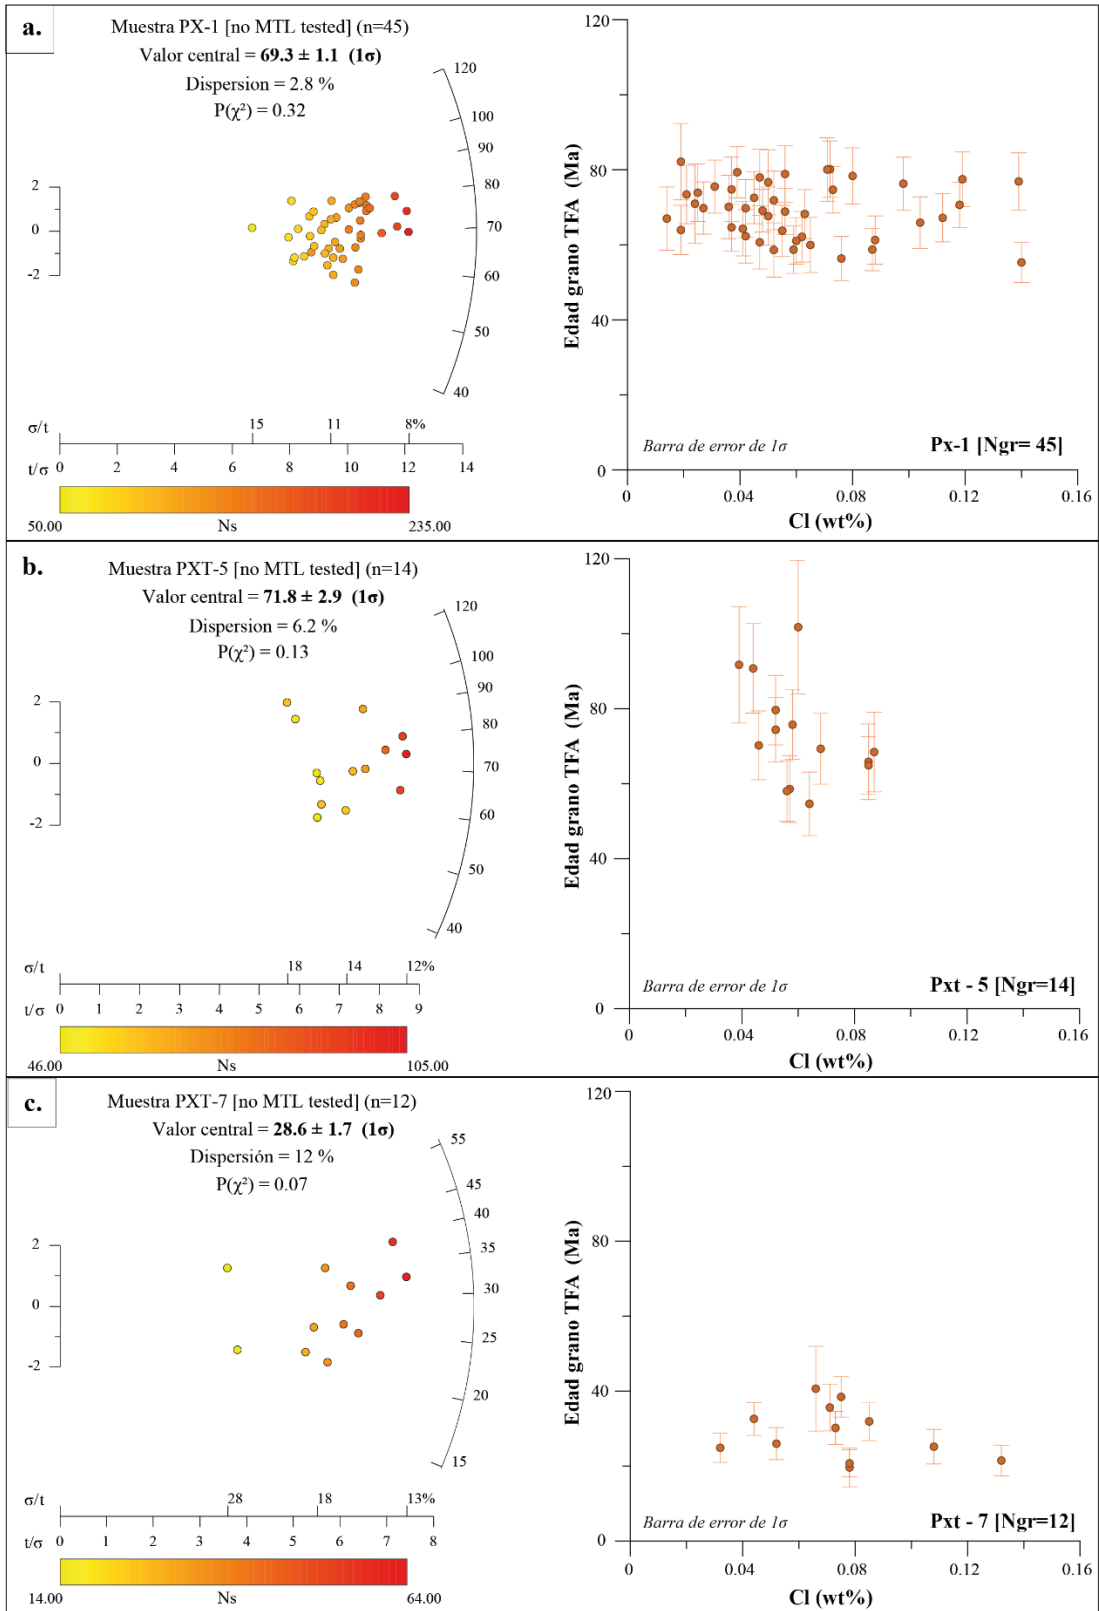 a.
Muestra PX-1 [no MTL tested] (n=45)
Valor central = 69.3 ± 1.1 (1σ)
Dispersion = 2.8 %
P(χ²) = 0.32
120
100
90
80
70
60
50
40
2
0
-2
σ/t
15 11 8%
t/σ
0 2 4 6 8 10 12 14
50.00 Ns 235.00
Edad grano TFA (Ma)
120
80
40
0
Barra de error de 1σ
Px-1 [Ngr= 45]
0 0.04 0.08 0.12 0.16
Cl (wt%)
b.
Muestra PXT-5 [no MTL tested] (n=14)
Valor central = 71.8 ± 2.9 (1σ)
Dispersion = 6.2 %
P(χ²) = 0.13
120
100
90
80
70
60
50
40
2
0
-2
σ/t
18 14 12%
t/σ
0 1 2 3 4 5 6 7 8 9
46.00 Ns 105.00
Edad grano TFA (Ma)
120
80
40
0
Barra de error de 1σ
Pxt - 5 [Ngr=14]
0 0.04 0.08 0.12 0.16
Cl (wt%)
c.
Muestra PXT-7 [no MTL tested] (n=12)
Valor central = 28.6 ± 1.7 (1σ)
Dispersión = 12 %
P(χ²) = 0.07
55
45
40
35
30
25
20
15
2
0
-2
σ/t
28 18 13%
t/σ
0 1 2 3 4 5 6 7 8
14.00 Ns 64.00
Edad grano TFA (Ma)
120
80
40
0
Barra de error de 1σ
Pxt - 7 [Ngr=12]
0 0.04 0.08 0.12 0.16
Cl (wt%)